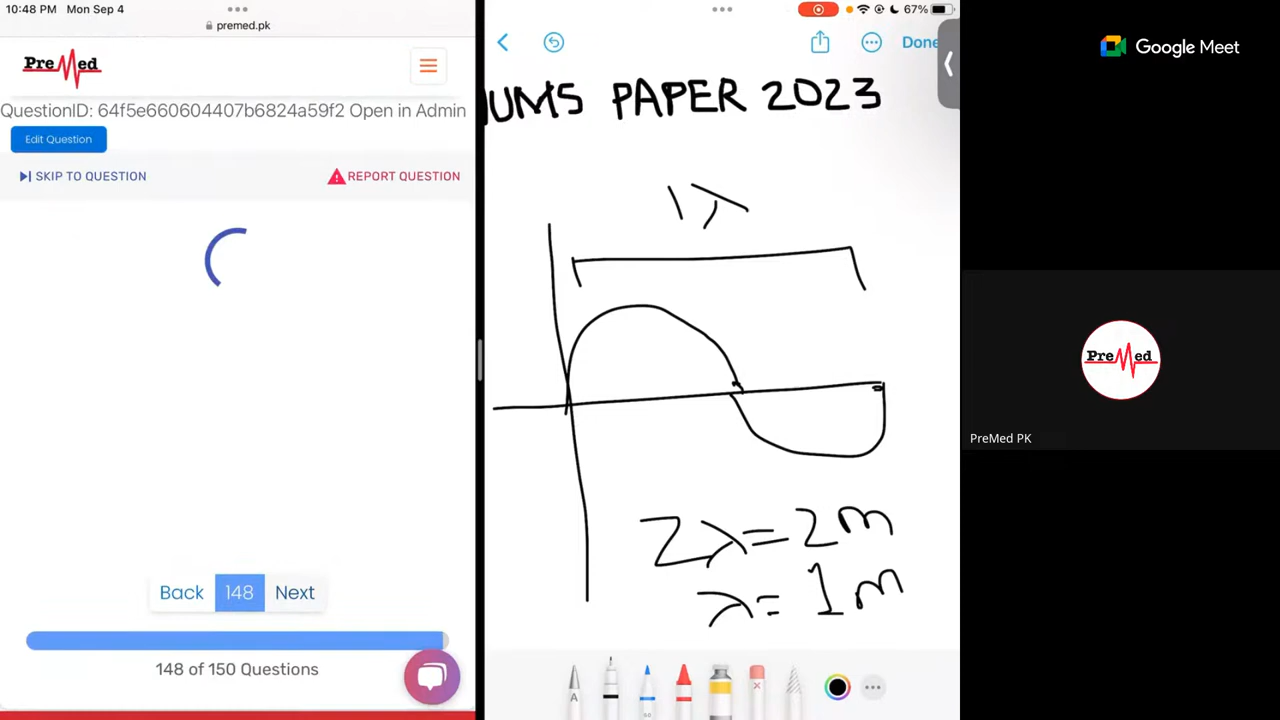 10:48 PM Mon Sep 4
premed.pk
67%
PreMed
QuestionID: 64f5e660604407b6824a59f2 Open in Admin
Edit Question
SKIP TO QUESTION
REPORT QUESTION
Back 148 Next
148 of 150 Questions
Done
UMS PAPER 2023
1λ
2λ = 2m
λ = 1m
A
Google Meet
PreMed
PreMed PK